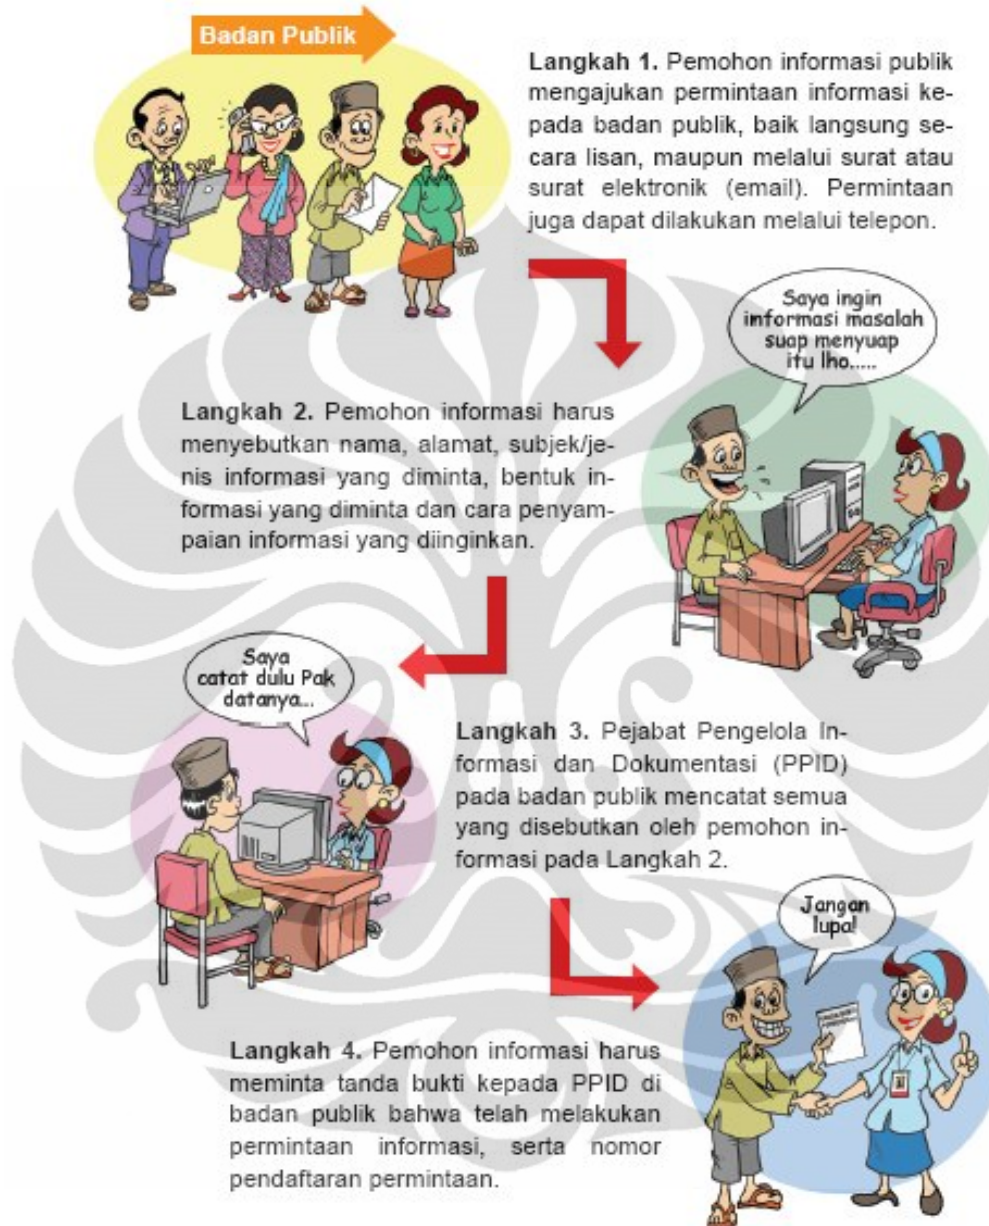 Badan Publik
Langkah 1. Pemohon informasi publik
mengajukan permintaan informasi ke-
pada badan publik, baik langsung se-
cara lisan, maupun melalui surat atau
surat elektronik (email). Permintaan
juga dapat dilakukan melalui telepon.
Saya ingin
informasi masalah
suap menyuap
itu lho.....
Langkah 2. Pemohon informasi harus
menyebutkan nama, alamat, subjek/je-
nis informasi yang diminta, bentuk in-
formasi yang diminta dan cara penyam-
paian informasi yang diinginkan.
Saya
catat dulu Pak
datanya...
Langkah 3. Pejabat Pengelola In-
formasi dan Dokumentasi (PPID)
pada badan publik mencatat semua
yang disebutkan oleh pemohon in-
formasi pada Langkah 2.
Jangan
lupa!
Langkah 4. Pemohon informasi harus
meminta tanda bukti kepada PPID di
badan publik bahwa telah melakukan
permintaan informasi, serta nomor
pendaftaran permintaan.